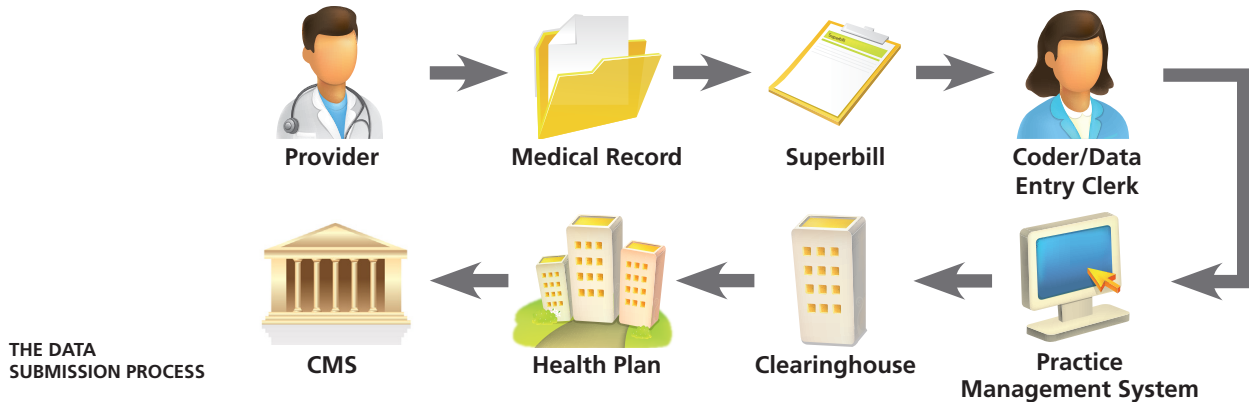 Provider
Medical Record
Superbill
Coder/Data
Entry Clerk
CMS
Health Plan
Clearinghouse
Practice
Management System
THE DATA
SUBMISSION PROCESS